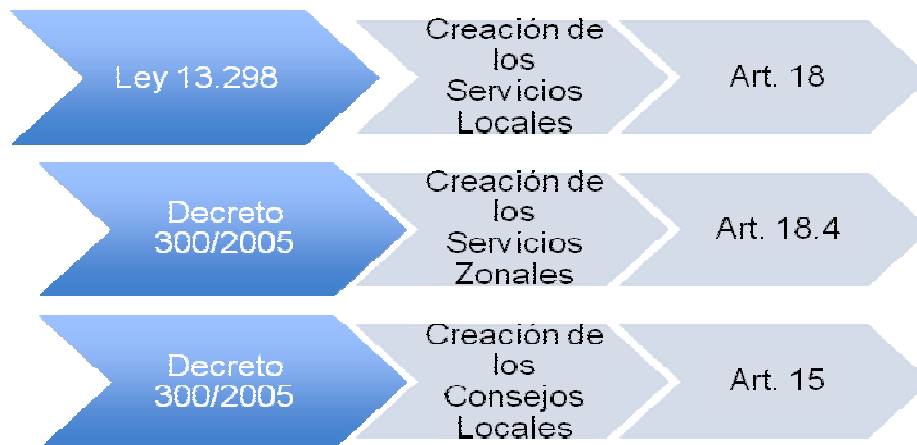 Ley 13.298
Creación de
los
Servicios
Locales
Art. 18
Decreto
300/2005
Creación de
los
Servicios
Zonales
Art. 18.4
Decreto
300/2005
Creación de
los
Consejos
Locales
Art. 15